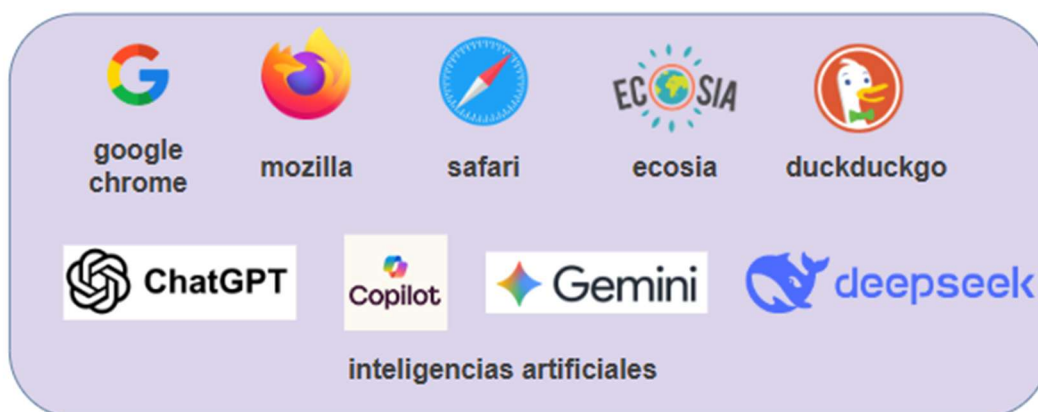 ECOSIA
google
chrome
mozilla
safari
ecosia
duckduckgo
ChatGPT
Copilot
Gemini
deepseek
inteligencias artificiales